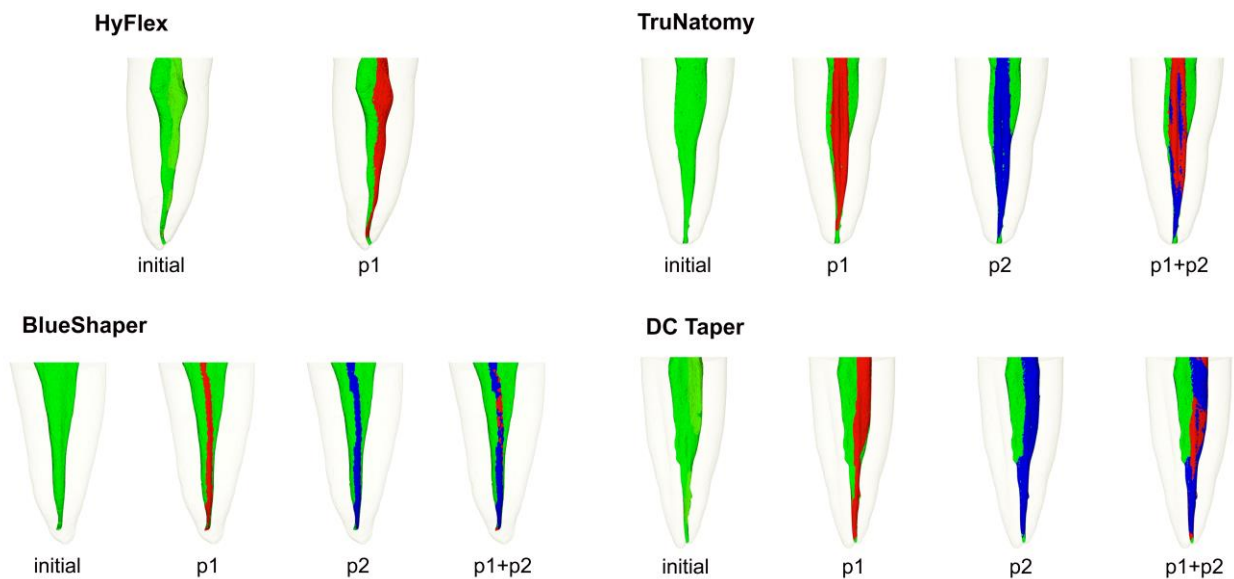 HyFlex
initial
p1
TruNatomy
initial
p1
p2
p1+p2
BlueShaper
initial
p1
p2
p1+p2
DC Taper
initial
p1
p2
p1+p2